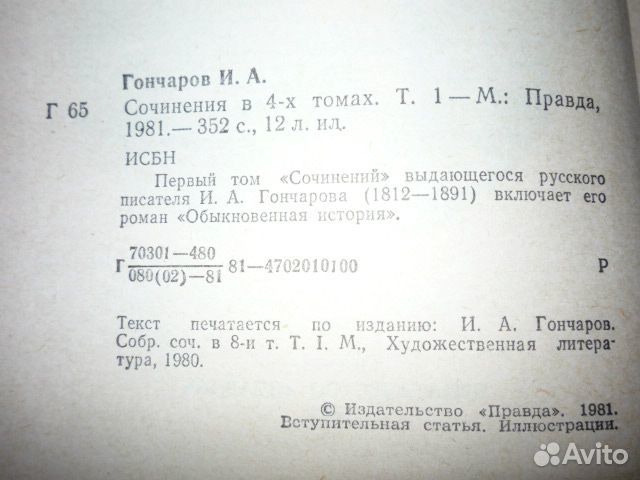 Гончаров И. А.
Г 65 Сочинения в 4-х томах. Т. 1 — М.: Правда,
1981.— 352 с., 12 л. ил.
ИСБН
Первый том «Сочинений» выдающегося русского
писателя И. А. Гончарова (1812—1891) включает его
роман «Обыкновенная история».
70301—480
Г 81—4702010100 Р
080(02)—81
Текст печатается по изданию: И. А. Гончаров.
Собр. соч. в 8-и т. Т. I. М., Художественная литера-
тура, 1980.
© Издательство «Правда». 1981.
Вступительная статья. Иллюстрации.
Avito